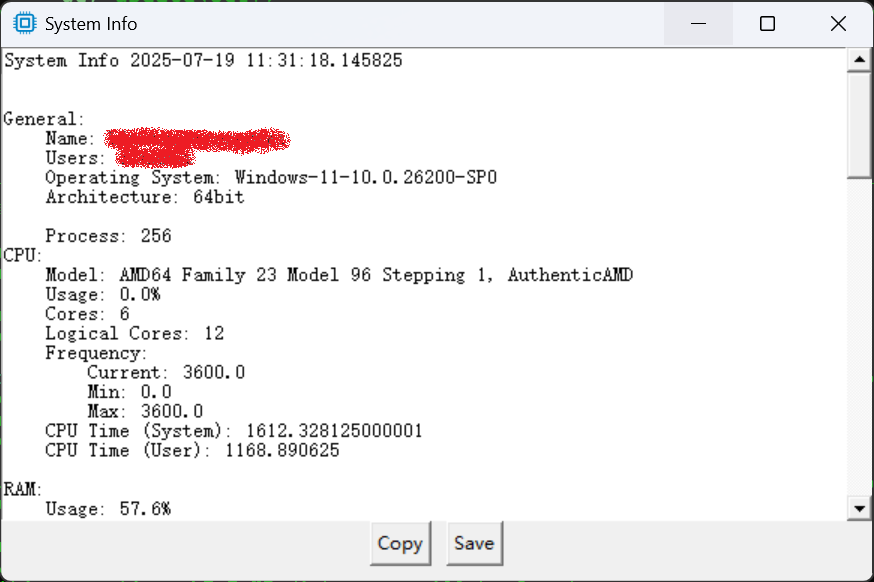 System Info
System Info 2025-07-19 11:31:18.145825
General:
Name:
Users:
Operating System: Windows-11-10.0.26200-SP0
Architecture: 64bit
Process: 256
CPU:
Model: AMD64 Family 23 Model 96 Stepping 1, AuthenticAMD
Usage: 0.0%
Cores: 6
Logical Cores: 12
Frequency:
Current: 3600.0
Min: 0.0
Max: 3600.0
CPU Time (System): 1612.328125000001
CPU Time (User): 1168.890625
RAM:
Usage: 57.6%
Copy Save